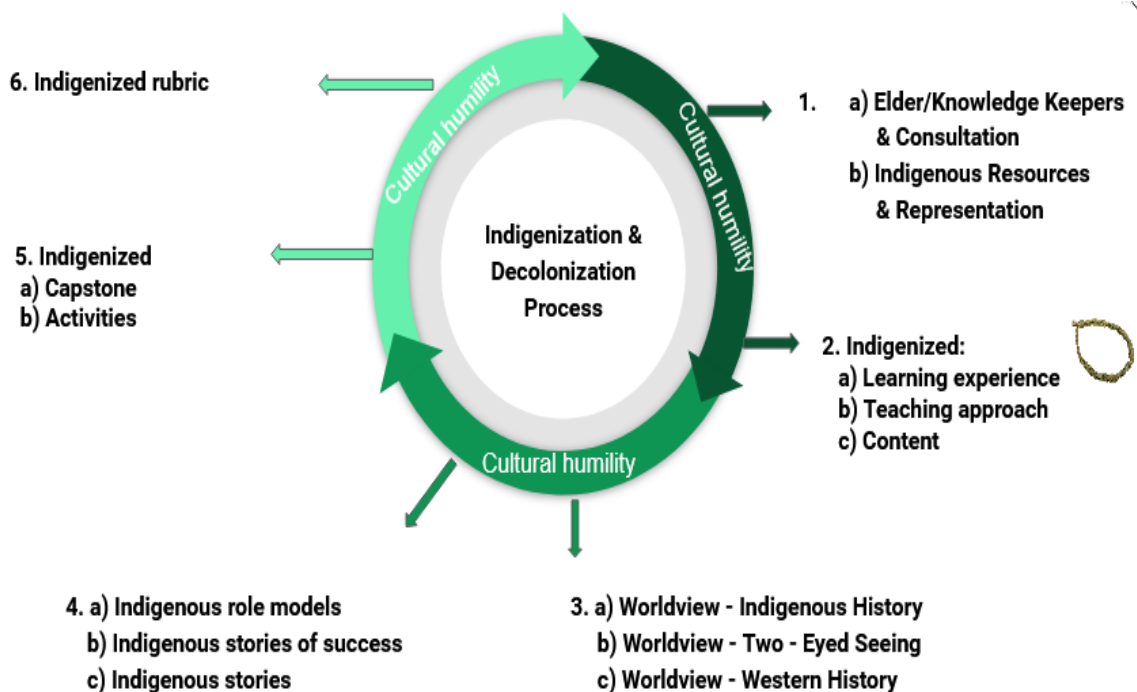 6. Indigenized rubric
5. Indigenized
a) Capstone
b) Activities
Cultural humility
Cultural humility
Cultural humility
Indigenization &
Decolonization
Process
1. a) Elder/Knowledge Keepers
& Consultation
b) Indigenous Resources
& Representation
2. Indigenized:
a) Learning experience
b) Teaching approach
c) Content
4. a) Indigenous role models
b) Indigenous stories of success
c) Indigenous stories
3. a) Worldview - Indigenous History
b) Worldview - Two - Eyed Seeing
c) Worldview - Western History